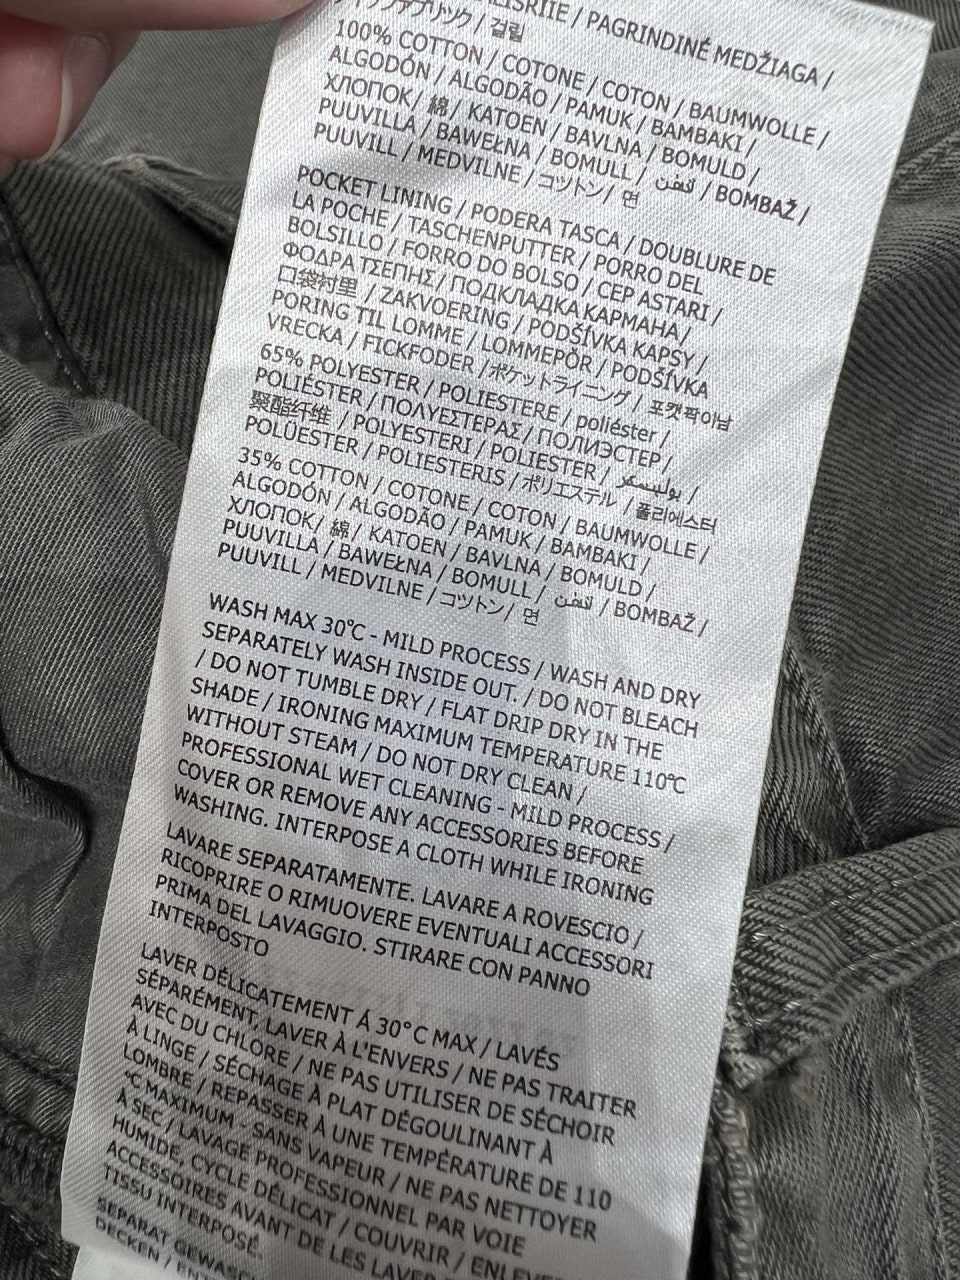 / PAGRINDINĖ MEDŽIAGA /
100% COTTON / COTONE / COTON / BAUMWOLLE /
ALGODÓN / ALGODÃO / PAMUK / BAMBAKI /
ХЛОПОК/ 綿/ KATOEN / BAVLNA / BOMULD /
PUUVILLA / BAWEŁNA / BOMULL / / BOMBAŽ /
PUUVILL / MEDVILNE / コットン/ 면
POCKET LINING / PODERA TASCA / DOUBLURE DE
LA POCHE / TASCHENPUTTER / PORRO DEL
BOLSILLO / FORRO DO BOLSO / CEP ASTARI /
ΦΟΔΡΑ ΤΣΕΠΗΣ / ПОДКЛАДКА КАРМАНА/
口袋衬里 / ZAKVOERING / PODŠÍVKA KAPSY /
PORING TIL LOMME / LOMMEPÕR / PODŠÍVKA
VRECKA / FICKFODER /ポケットライニング / 포켓 락이남
65% POLYESTER / POLIESTERE / poliéster /
POLIÉSTER / ΠΟΛΥΕΣΤΕΡΑΣ / ПОЛИЭСТЕР /
聚酯纤维 / POLYESTERI / POLIESTER / /
POLÜESTER / POLIESTERIS / ポリエステル / 폴리에스터
35% COTTON / COTONE / COTON / BAUMWOLLE /
ALGODÓN / ALGODÃO / PAMUK / BAMBAKI /
ХЛОПОК/ 綿/ KATOEN / BAVLNA / BOMULD /
PUUVILLA / BAWEŁNA / BOMULL / / BOMBAŽ /
PUUVILL / MEDVILNE / コットン/ 면
WASH MAX 30℃ - MILD PROCESS / WASH AND DRY
SEPARATELY WASH INSIDE OUT. / DO NOT BLEACH
/ DO NOT TUMBLE DRY / FLAT DRIP DRY IN THE
SHADE / IRONING MAXIMUM TEMPERATURE 110℃
WITHOUT STEAM / DO NOT DRY CLEAN /
PROFESSIONAL WET CLEANING - MILD PROCESS /
COVER OR REMOVE ANY ACCESSORIES BEFORE
WASHING. INTERPOSE A CLOTH WHILE IRONING
LAVARE SEPARATAMENTE. LAVARE A ROVESCIO /
RICOPRIRE O RIMUOVERE EVENTUALI ACCESSORI
PRIMA DEL LAVAGGIO. STIRARE CON PANNO
INTERPOSTO
LAVER DÉLICATEMENT Á 30°C MAX / LAVÉS
SÉPARÉMENT, LAVER À L'ENVERS / NE PAS TRAITER
AVEC DU CHLORE / NE PAS UTILISER DE SÉCHOIR
À LINGE / SÉCHAGE À PLAT DÉGOULINANT À
LOMBRE / REPASSER À UNE TEMPÉRATURE DE 110
℃ MAXIMUM - SANS VAPEUR / NE PAS NETTOYER
À SEC / LAVAGE PROFESSIONNEL PAR VOIE
HUMIDE, CYCLE DÉLICAT / COUVRIR / ENLEVER
ACCESSOIRES AVANT DE LES LAVER
TISSU INTERPOSÉ.
SEPARAT